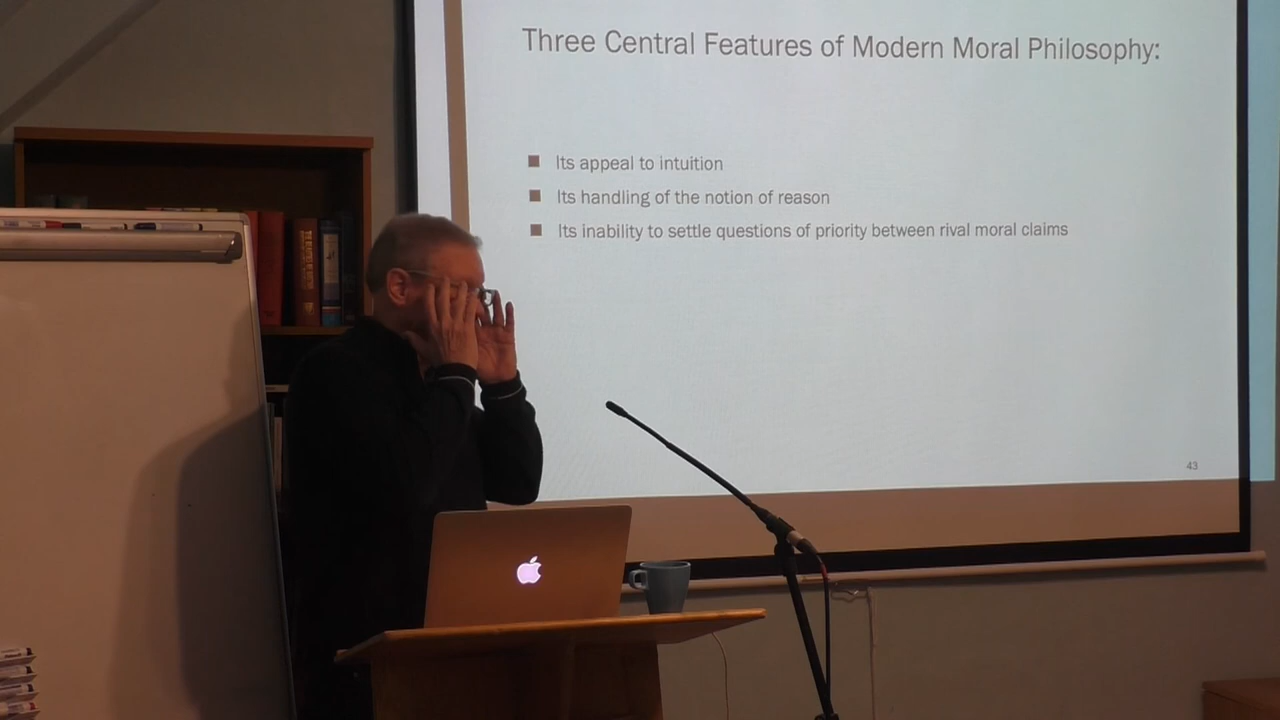 Three Central Features of Modern Moral Philosophy:
Its appeal to intuition
Its handling of the notion of reason
Its inability to settle questions of priority between rival moral claims
43